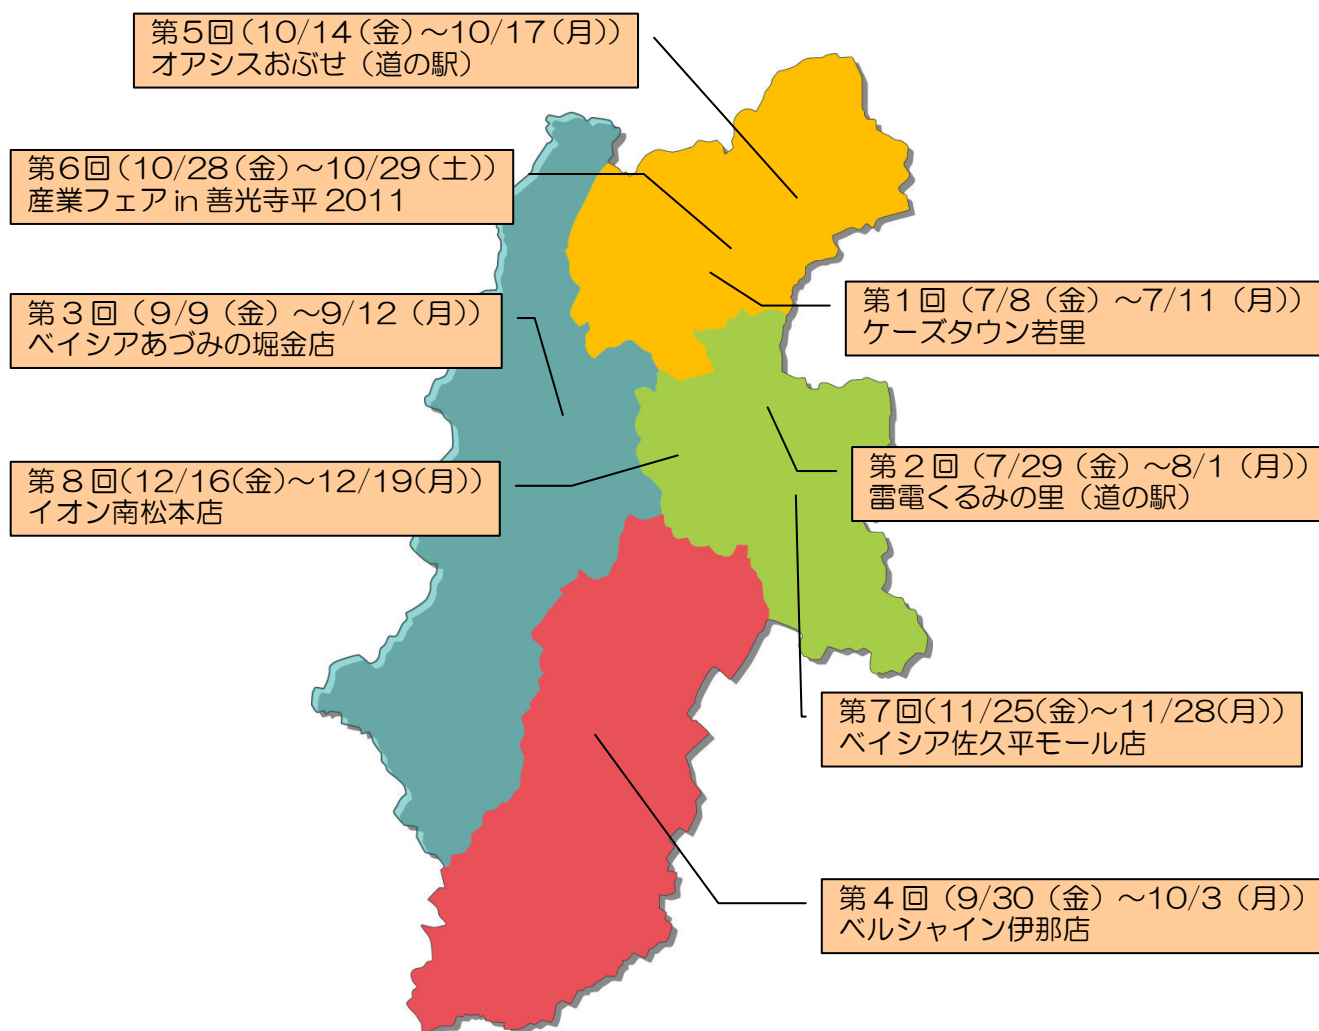 第5回(10/14(金)～10/17(月))
オアシスおぶせ（道の駅）
第6回(10/28(金)～10/29(土))
産業フェア in 善光寺平 2011
第3回（9/9（金）～9/12（月））
ベイシアあづみの堀金店
第1回（7/8（金）～7/11（月））
ケーズタウン若里
第8回(12/16(金)～12/19(月))
イオン南松本店
第2回（7/29（金）～8/1（月））
雷電くるみの里（道の駅）
第7回(11/25(金)～11/28(月))
ベイシア佐久平モール店
第4回（9/30（金）～10/3（月））
ベルシャイン伊那店